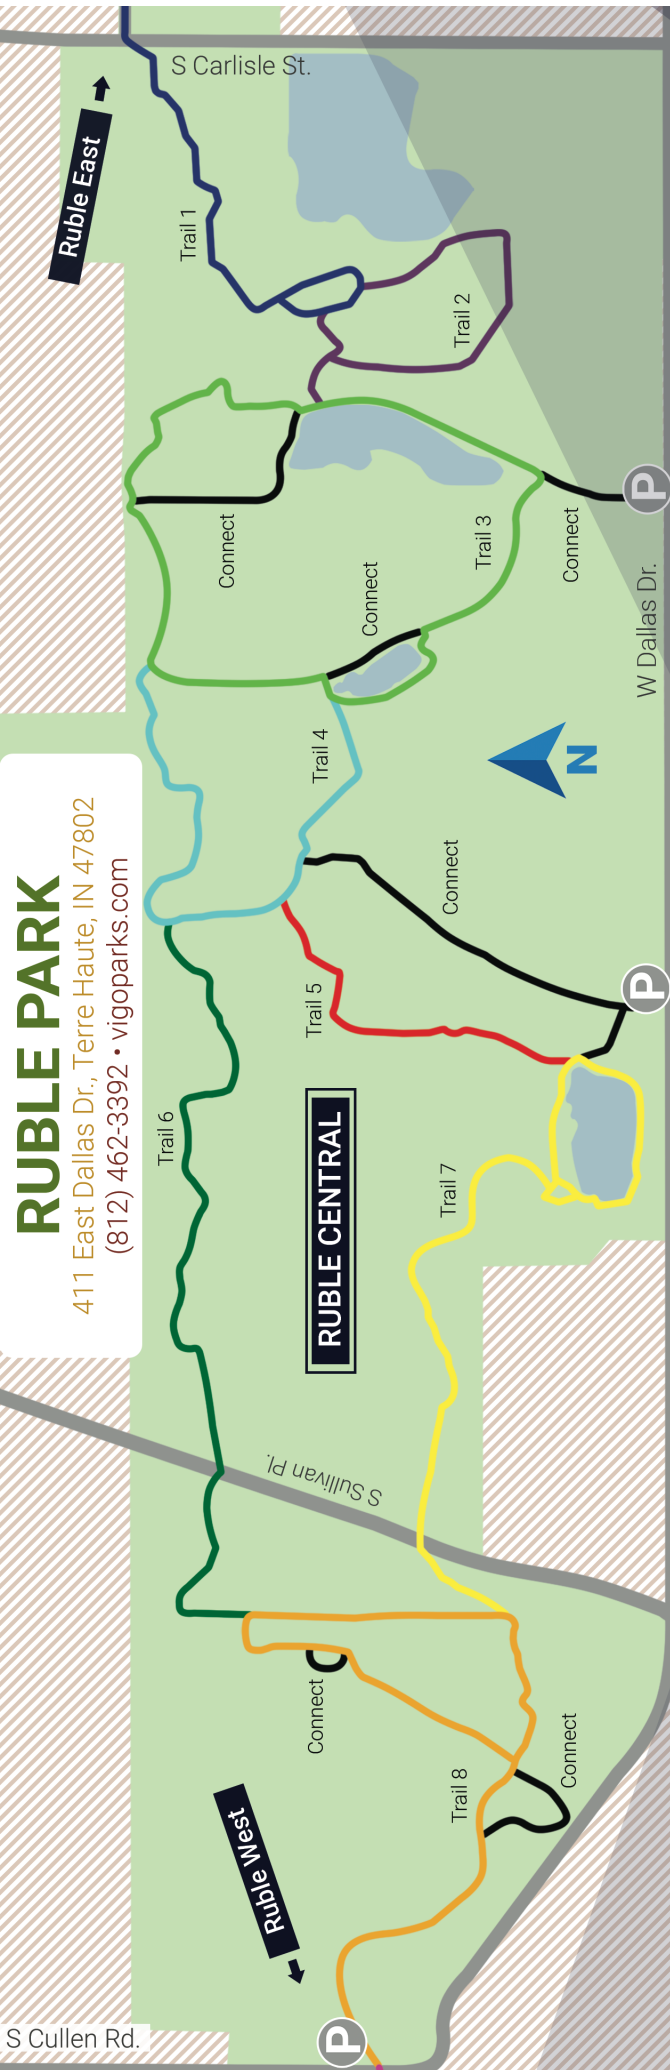 RUBLE PARK
411 East Dallas Dr., Terre Haute, IN 47802
(812) 462-3392 • vigoparks.com
S Cullen Rd.
Ruble West
P
Trail 8
Connect
Connect
S Sullivan Pl.
Trail 6
RUBLE CENTRAL
Trail 7
Trail 5
P
Connect
Trail 4
N
Connect
Connect
Trail 3
Connect
W Dallas Dr.
P
Trail 2
Trail 1
Ruble East
S Carlisle St.